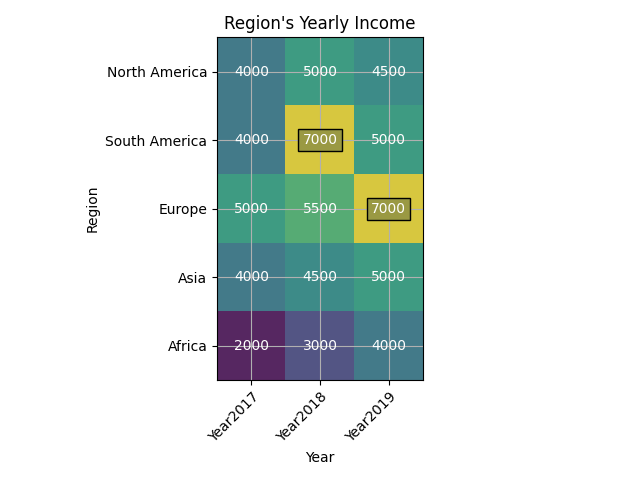 Region's Yearly Income
North America 4000 5000 4500
South America 4000 7000 5000
Europe 5000 5500 7000
Asia 4000 4500 5000
Africa 2000 3000 4000
Region
Year2017 Year2018 Year2019
Year